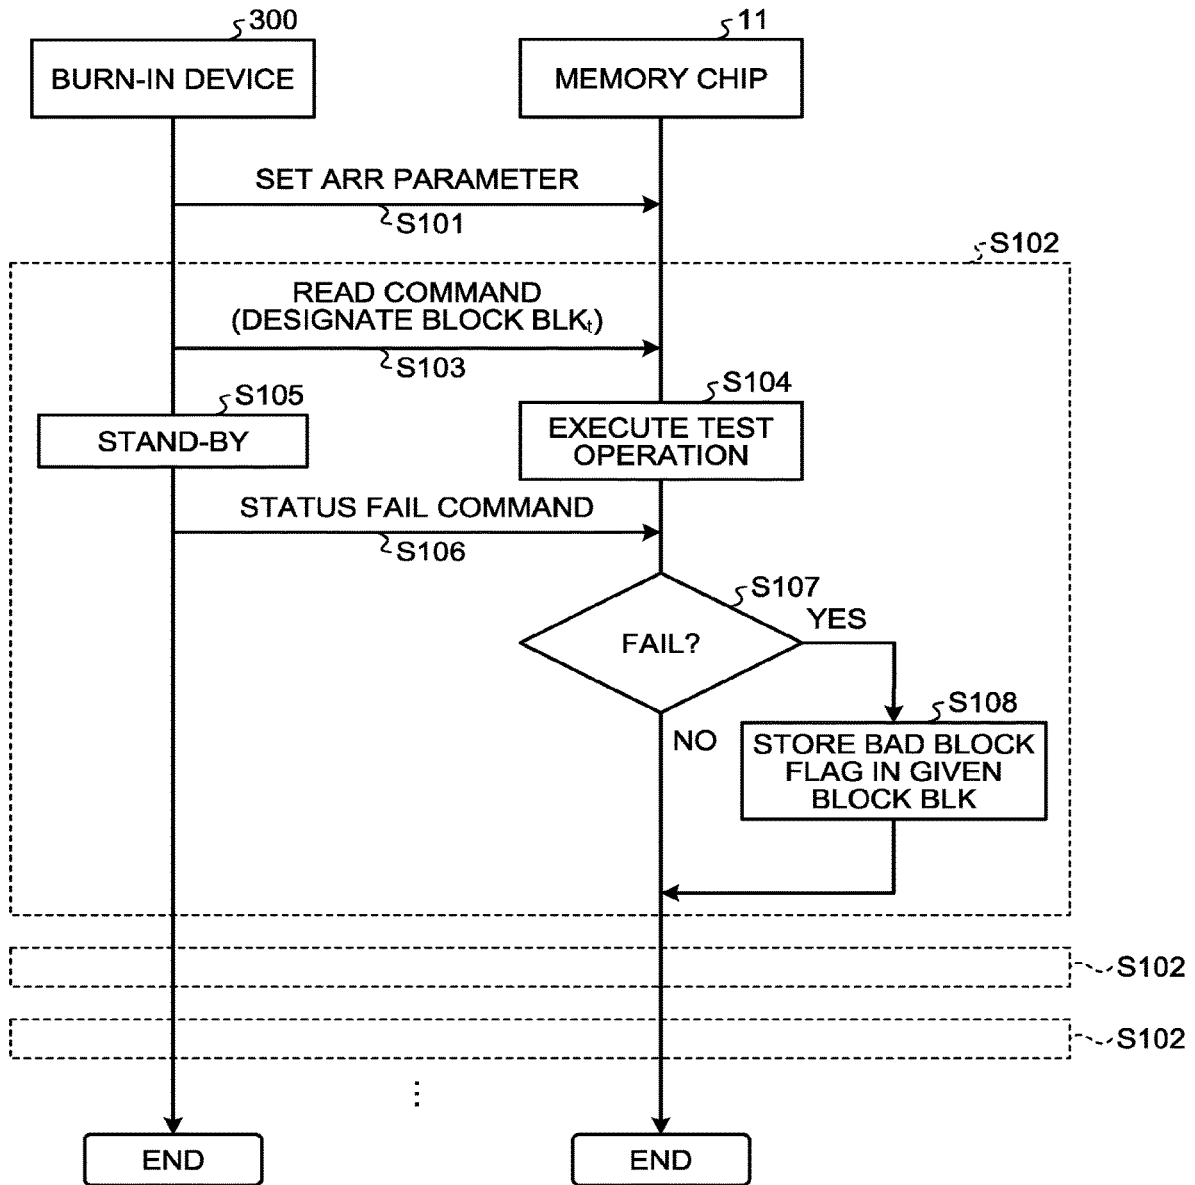 300
11
BURN-IN DEVICE
MEMORY CHIP
SET ARR PARAMETER
S101
S102
READ COMMAND
(DESIGNATE BLOCK BLKt)
S103
S105
S104
STAND-BY
EXECUTE TEST
OPERATION
STATUS FAIL COMMAND
S106
S107
YES
FAIL?
S108
NO
STORE BAD BLOCK
FLAG IN GIVEN
BLOCK BLK
S102
S102
⋮
END
END